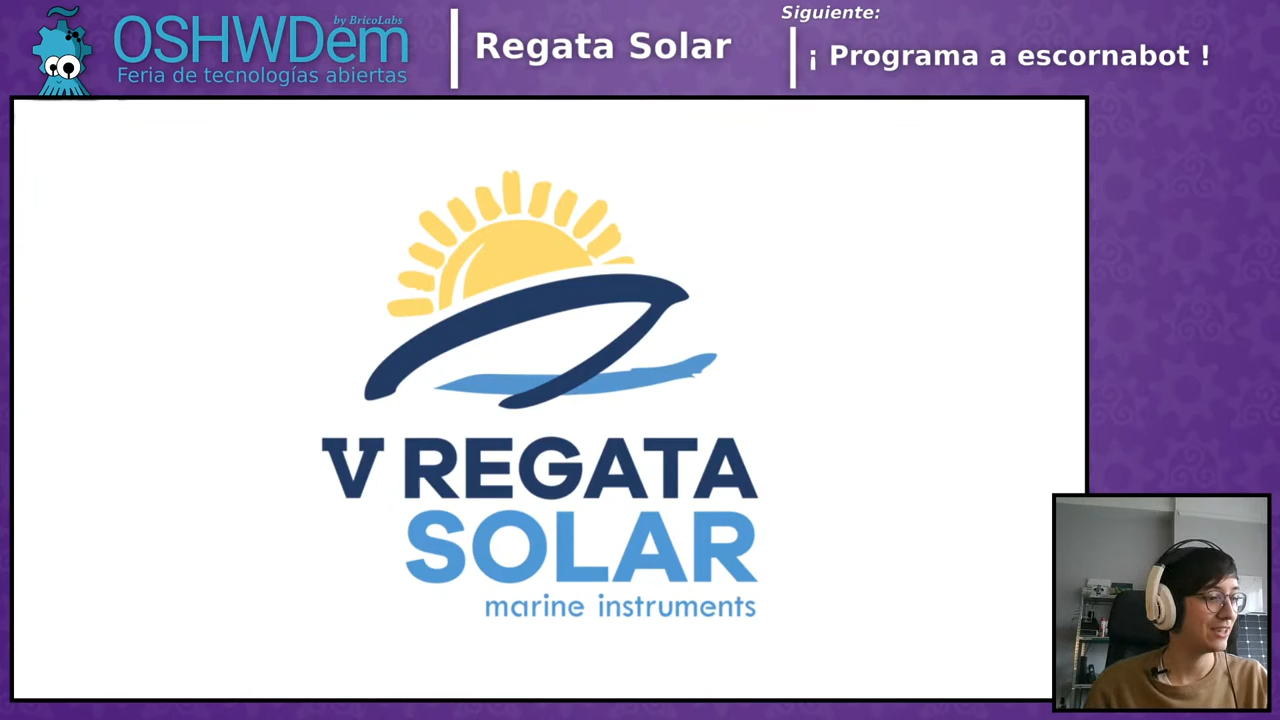 OSHWDem
by BricoLabs
Feria de tecnologías abiertas
Regata Solar
Siguiente:
¡ Programa a escornabot !
V REGATA
SOLAR
marine instruments